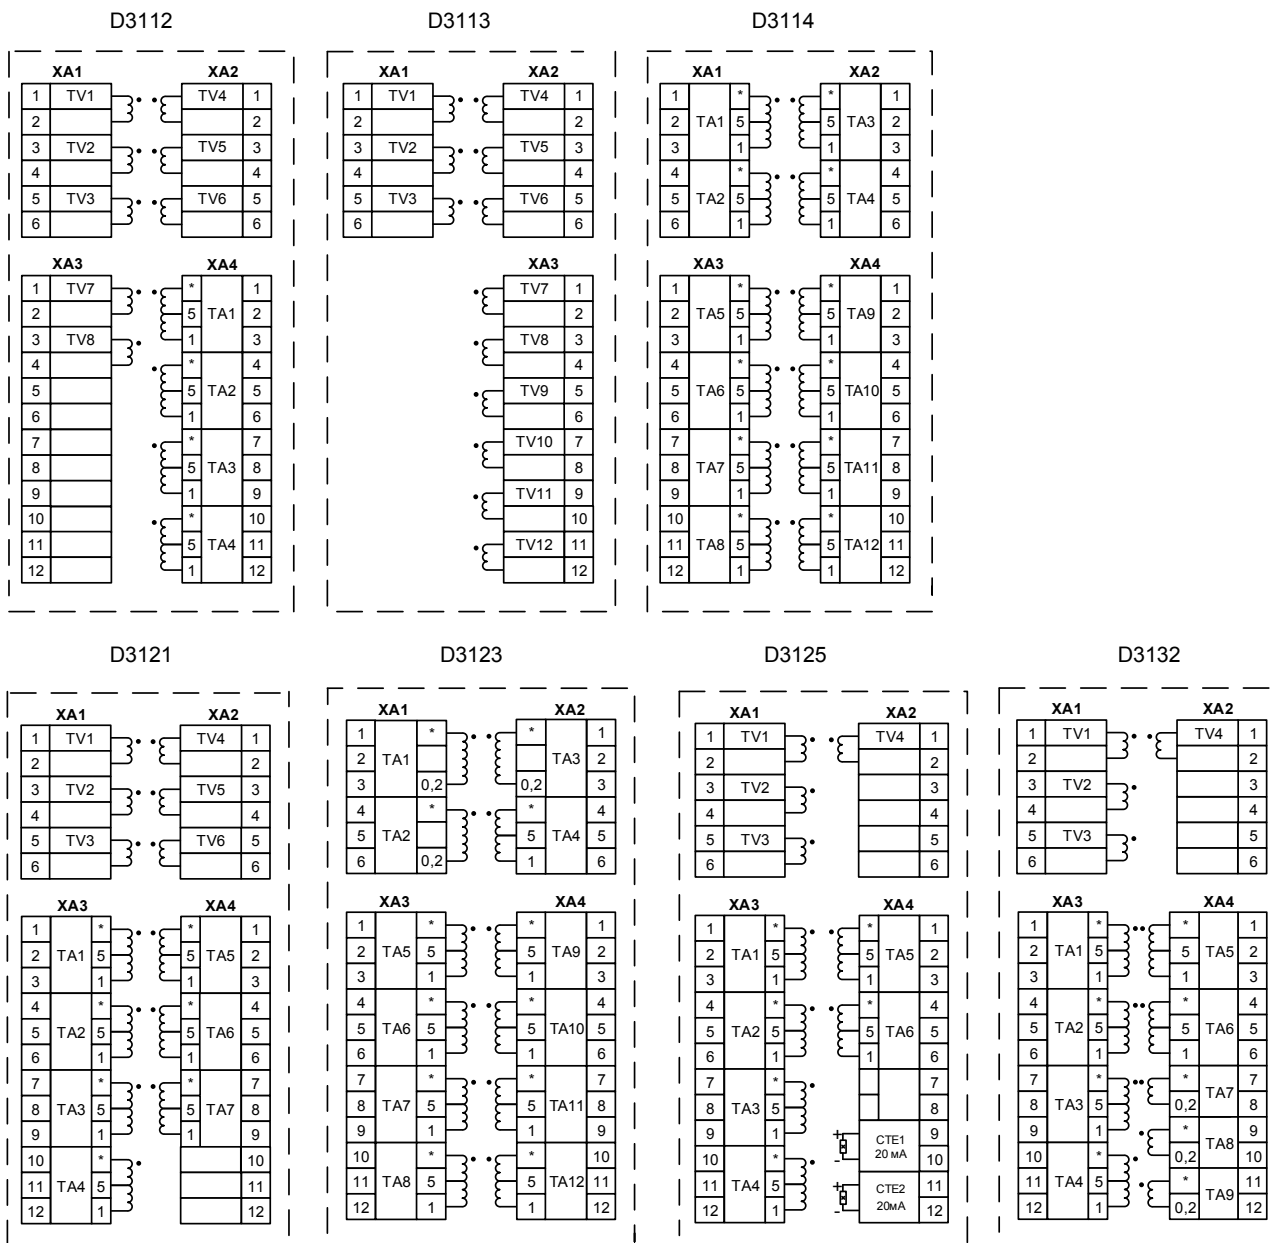 D3112
XA1 XA2
1 TV1 TV4 1
2 2
3 TV2 TV5 3
4 4
5 TV3 TV6 5
6 6
XA3 XA4
1 TV7 * 1
2 5 TA1 2
3 TV8 1 3
4 * 4
5 5 TA2 5
6 1 6
7 * 7
8 5 TA3 8
9 1 9
10 * 10
11 5 TA4 11
12 1 12
D3113
XA1 XA2
1 TV1 TV4 1
2 2
3 TV2 TV5 3
4 4
5 TV3 TV6 5
6 6
XA3
TV7 1
2
TV8 3
4
TV9 5
6
TV10 7
8
TV11 9
10
TV12 11
12
D3114
XA1 XA2
1 * * 1
2 TA1 5 5 TA3 2
3 1 1 3
4 * * 4
5 TA2 5 5 TA4 5
6 1 1 6
XA3 XA4
1 * * 1
2 TA5 5 5 TA9 2
3 1 1 3
4 * * 4
5 TA6 5 5 TA10 5
6 1 1 6
7 * * 7
8 TA7 5 5 TA11 8
9 1 1 9
10 * * 10
11 TA8 5 5 TA12 11
12 1 1 12
D3121
XA1 XA2
1 TV1 TV4 1
2 2
3 TV2 TV5 3
4 4
5 TV3 TV6 5
6 6
XA3 XA4
1 * * 1
2 TA1 5 5 TA5 2
3 1 1 3
4 * * 4
5 TA2 5 5 TA6 5
6 1 1 6
7 * * 7
8 TA3 5 5 TA7 8
9 1 1 9
10 * 10
11 TA4 5 11
12 1 12
D3123
XA1 XA2
1 * * 1
2 TA1 TA3 2
3 0,2 0,2 3
4 * * 4
5 TA2 5 TA4 5
6 0,2 1 6
XA3 XA4
1 * * 1
2 TA5 5 5 TA9 2
3 1 1 3
4 * * 4
5 TA6 5 5 TA10 5
6 1 1 6
7 * * 7
8 TA7 5 5 TA11 8
9 1 1 9
10 * * 10
11 TA8 5 5 TA12 11
12 1 1 12
D3125
XA1 XA2
1 TV1 TV4 1
2 2
3 TV2 3
4 4
5 TV3 5
6 6
XA3 XA4
1 * * 1
2 TA1 5 5 TA5 2
3 1 1 3
4 * * 4
5 TA2 5 5 TA6 5
6 1 1 6
7 * 7
8 TA3 5 8
9 1 + CTE1 9
10 * - 20 мА 10
11 TA4 5 + CTE2 11
12 1 - 20мА 12
D3132
XA1 XA2
1 TV1 TV4 1
2 2
3 TV2 3
4 4
5 TV3 5
6 6
XA3 XA4
1 * * 1
2 TA1 5 5 TA5 2
3 1 1 3
4 * * 4
5 TA2 5 5 TA6 5
6 1 1 6
7 * * TA7 7
8 TA3 5 0,2 8
9 1 * TA8 9
10 * 0,2 10
11 TA4 5 * TA9 11
12 1 0,2 12